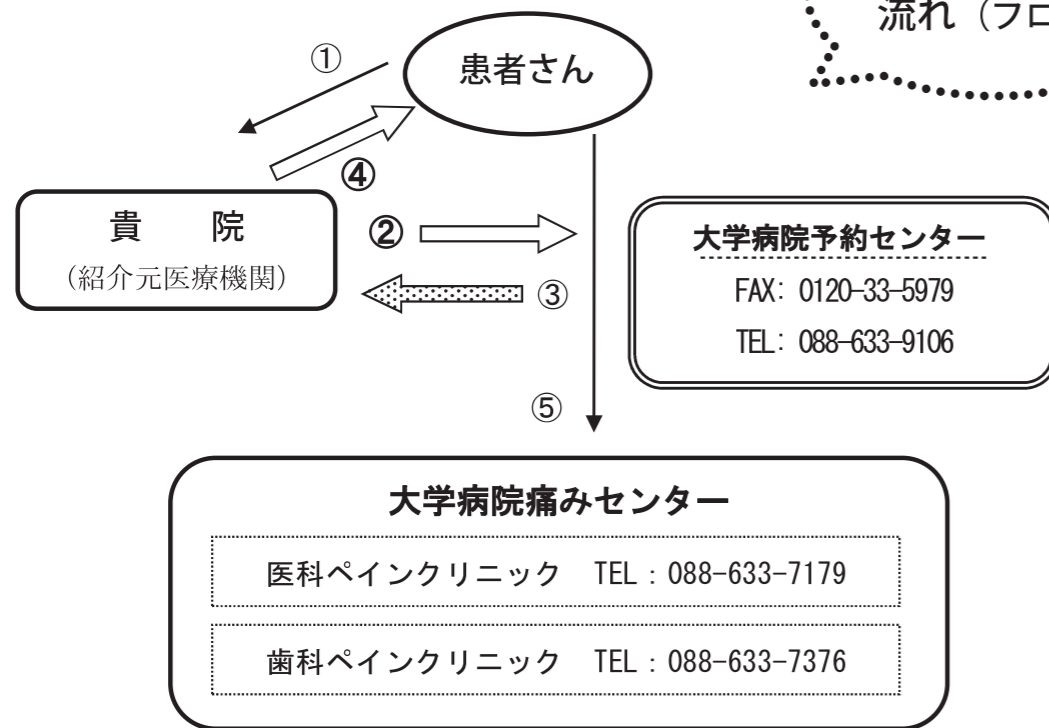 流れ（フロ
①
患者さん
④
貴　　院
（紹介元医療機関）
②
③
大学病院予約センター
FAX: 0120-33-5979
TEL: 088-633-9106
⑤
大学病院痛みセンター
医科ペインクリニック　TEL：088-633-7179
歯科ペインクリニック　TEL：088-633-7376